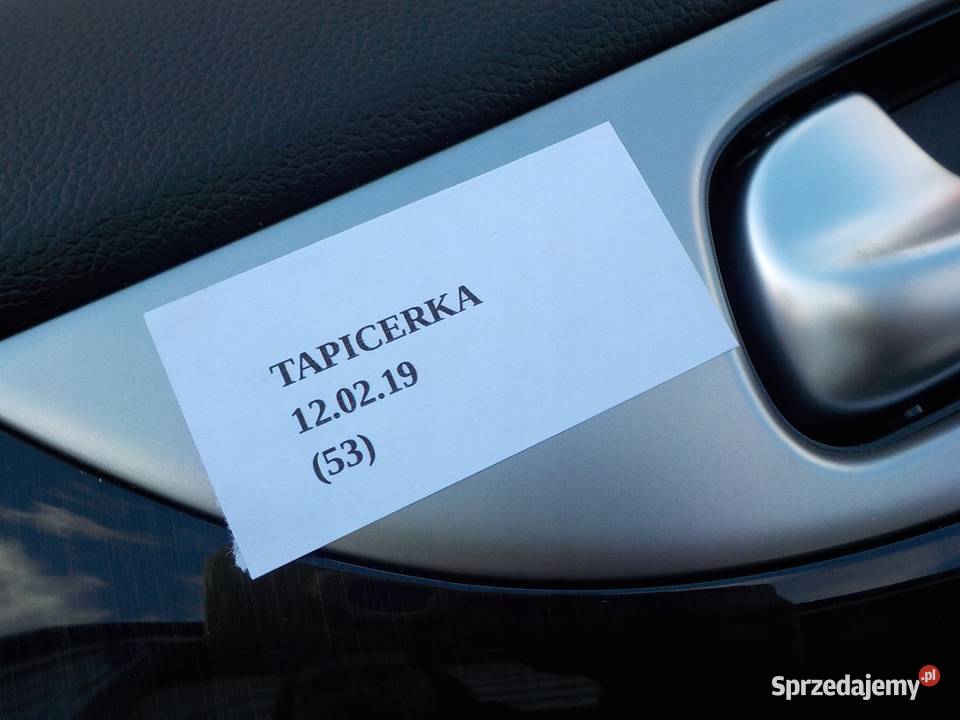 TAPICERKA
12.02.19
(53)
Sprzedajemy.pl